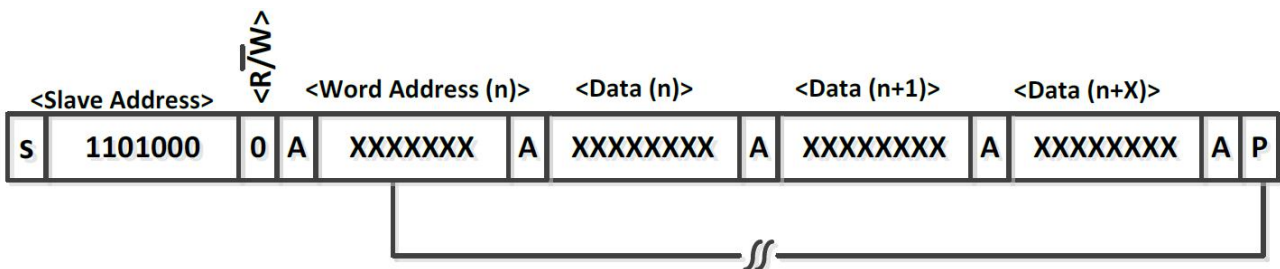 <R/W>
<Slave Address> <Word Address (n)> <Data (n)> <Data (n+1)> <Data (n+X)>
S 1101000 0 A XXXXXXX A XXXXXXXX A XXXXXXXX A XXXXXXXX A P